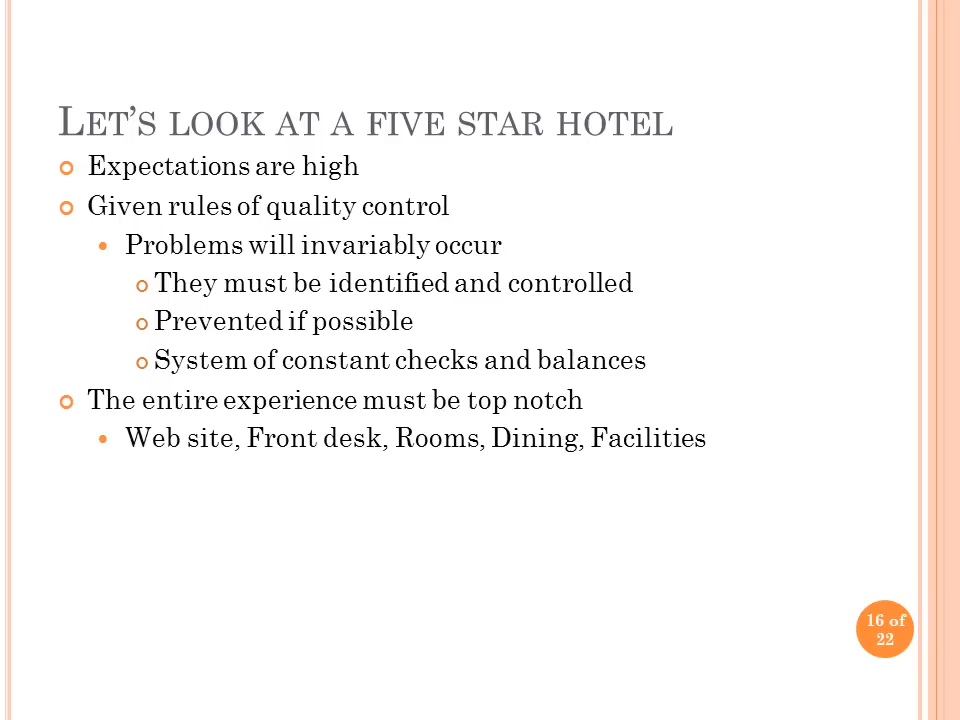 Let's look at a five star hotel
Expectations are high
Given rules of quality control
Problems will invariably occur
They must be identified and controlled
Prevented if possible
System of constant checks and balances
The entire experience must be top notch
Web site, Front desk, Rooms, Dining, Facilities
16 of
22